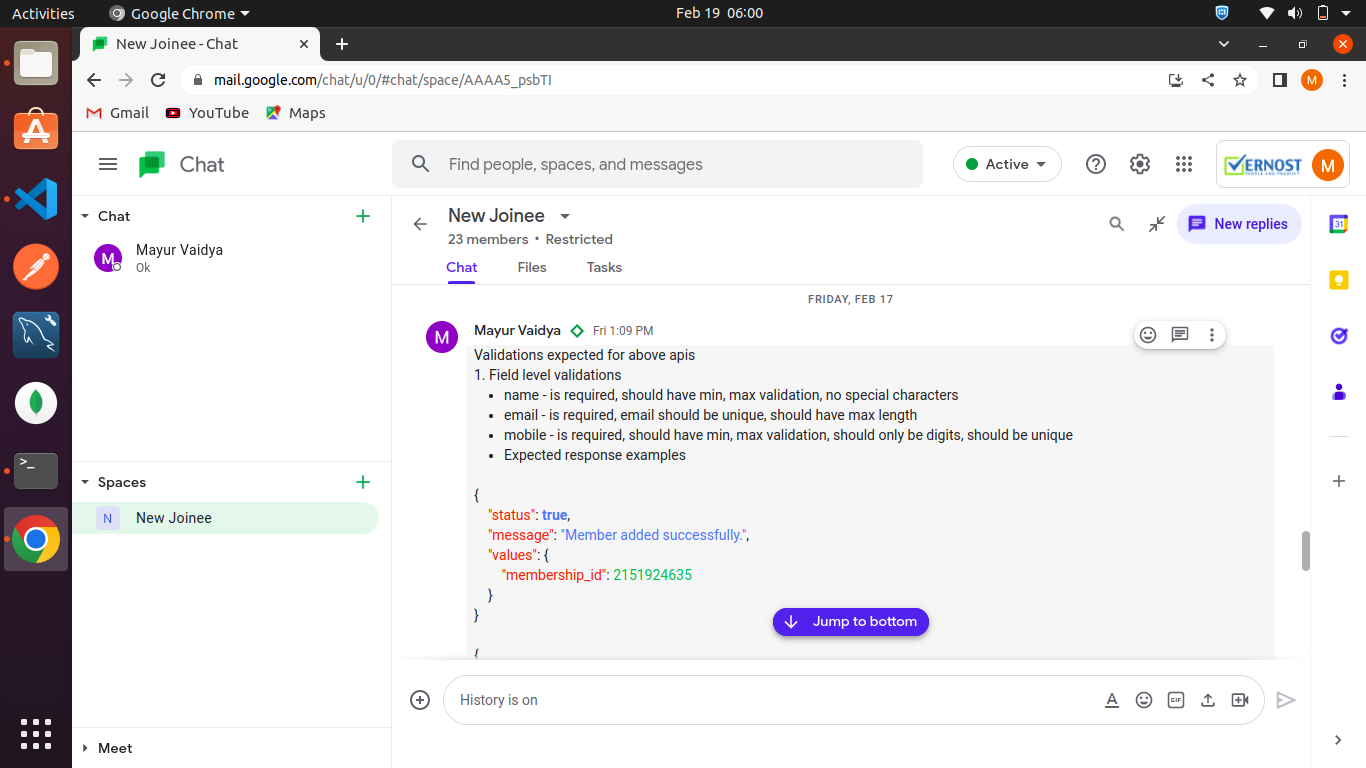 Activities
Google Chrome
Feb 19 06:00
New Joinee - Chat
mail.google.com/chat/u/0/#chat/space/AAAA5_psbTI
M
Gmail
YouTube
Maps
Chat
Find people, spaces, and messages
Active
VERNOST
PEOPLE AND PRODUCT
M
Chat
M
Mayur Vaidya
Ok
Spaces
N
New Joinee
Meet
New Joinee
23 members • Restricted
New replies
Chat
Files
Tasks
31
FRIDAY, FEB 17
M
Mayur Vaidya
Fri 1:09 PM
Validations expected for above apis
1. Field level validations
• name - is required, should have min, max validation, no special characters
• email - is required, email should be unique, should have max length
• mobile - is required, should have min, max validation, should only be digits, should be unique
• Expected response examples
{
"status": true,
"message": "Member added successfully.",
"values": {
"membership_id": 2151924635
}
}
{
Jump to bottom
History is on
GIF